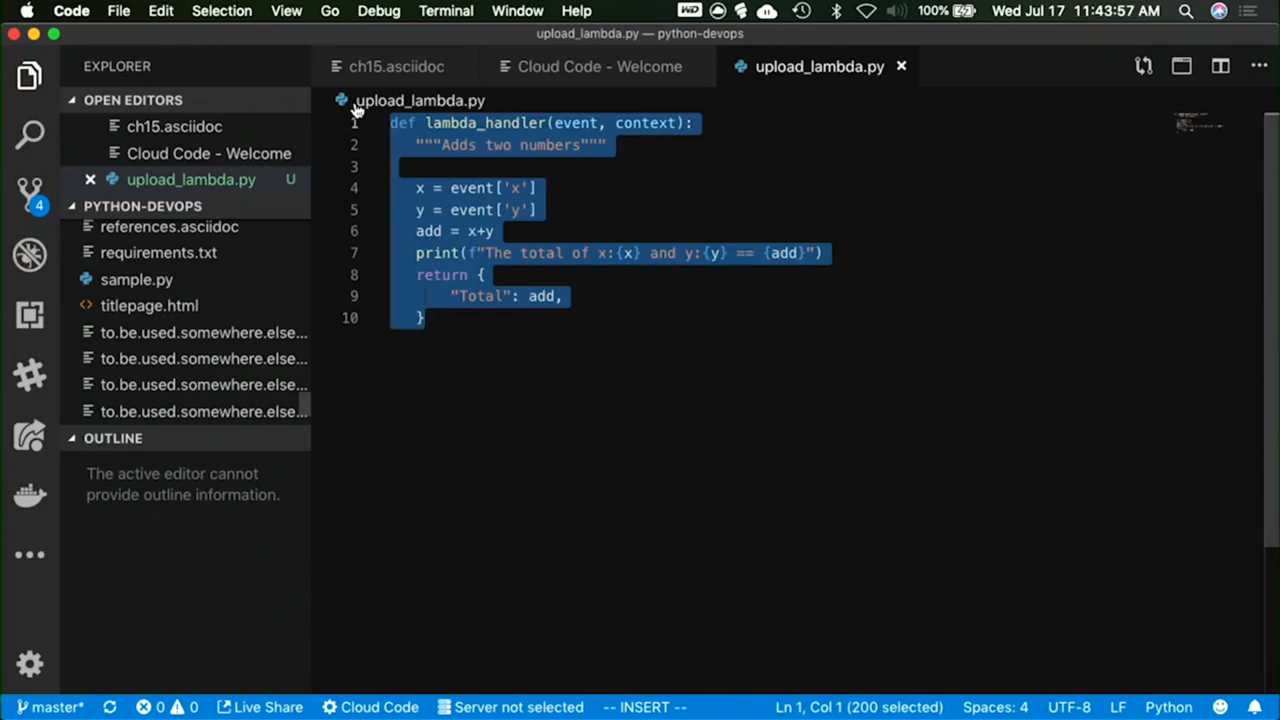 Code File Edit Selection View Go Debug Terminal Window Help WD 100% Wed Jul 17 11:43:57 AM
upload_lambda.py — python-devops
EXPLORER
OPEN EDITORS
ch15.asciidoc
Cloud Code - Welcome
upload_lambda.py U
PYTHON-DEVOPS
references.asciidoc
requirements.txt
sample.py
titlepage.html
to.be.used.somewhere.else...
to.be.used.somewhere.else...
to.be.used.somewhere.else...
to.be.used.somewhere.else...
OUTLINE
The active editor cannot
provide outline information.
4
ch15.asciidoc Cloud Code - Welcome upload_lambda.py
upload_lambda.py
1 def lambda_handler(event, context):
2 """Adds two numbers"""
3
4 x = event['x']
5 y = event['y']
6 add = x+y
7 print(f"The total of x:{x} and y:{y} == {add}")
8 return {
9 "Total": add,
10 }
master* 0 0 Live Share Cloud Code Server not selected -- INSERT -- Ln 1, Col 1 (200 selected) Spaces: 4 UTF-8 LF Python